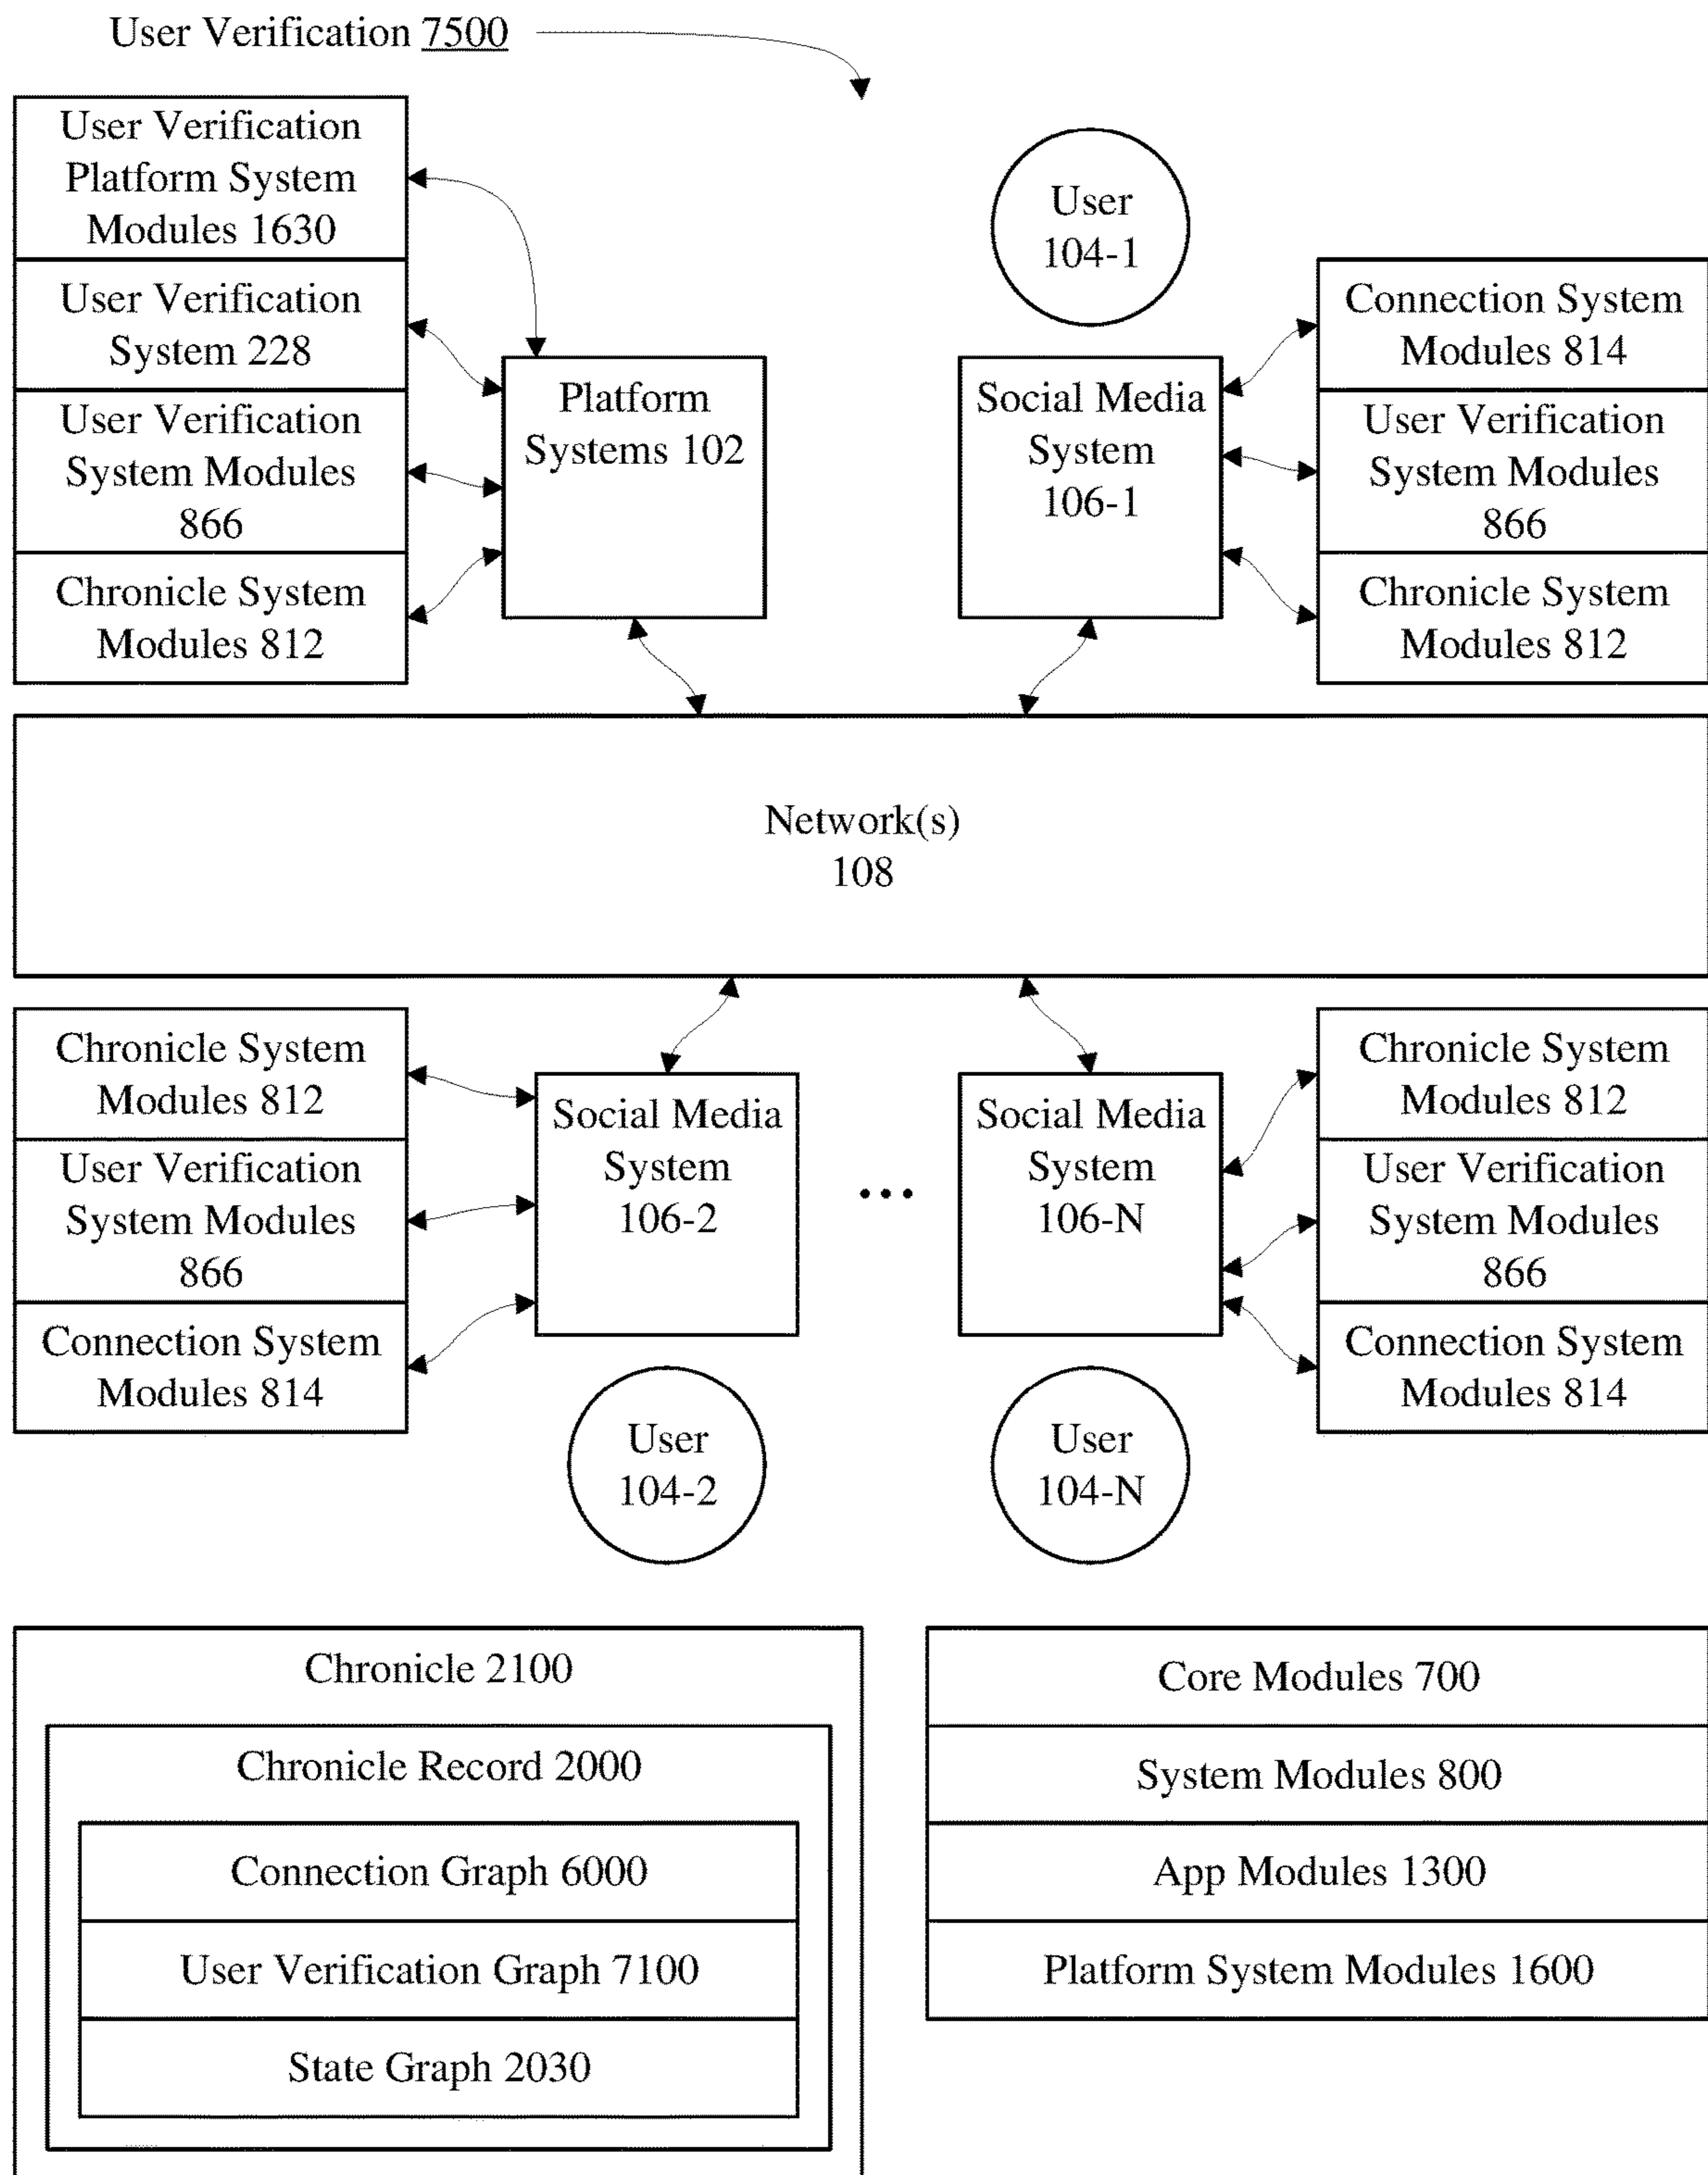 User Verification 7500
User Verification
Platform System
Modules 1630
User Verification
System 228
User Verification
System Modules
866
Chronicle System
Modules 812
Platform
Systems 102
User
104-1
Social Media
System
106-1
Connection System
Modules 814
User Verification
System Modules
866
Chronicle System
Modules 812
Network(s)
108
Chronicle System
Modules 812
User Verification
System Modules
866
Connection System
Modules 814
Social Media
System
106-2
...
Social Media
System
106-N
Chronicle System
Modules 812
User Verification
System Modules
866
Connection System
Modules 814
User
104-2
User
104-N
Chronicle 2100
Chronicle Record 2000
Connection Graph 6000
User Verification Graph 7100
State Graph 2030
Core Modules 700
System Modules 800
App Modules 1300
Platform System Modules 1600